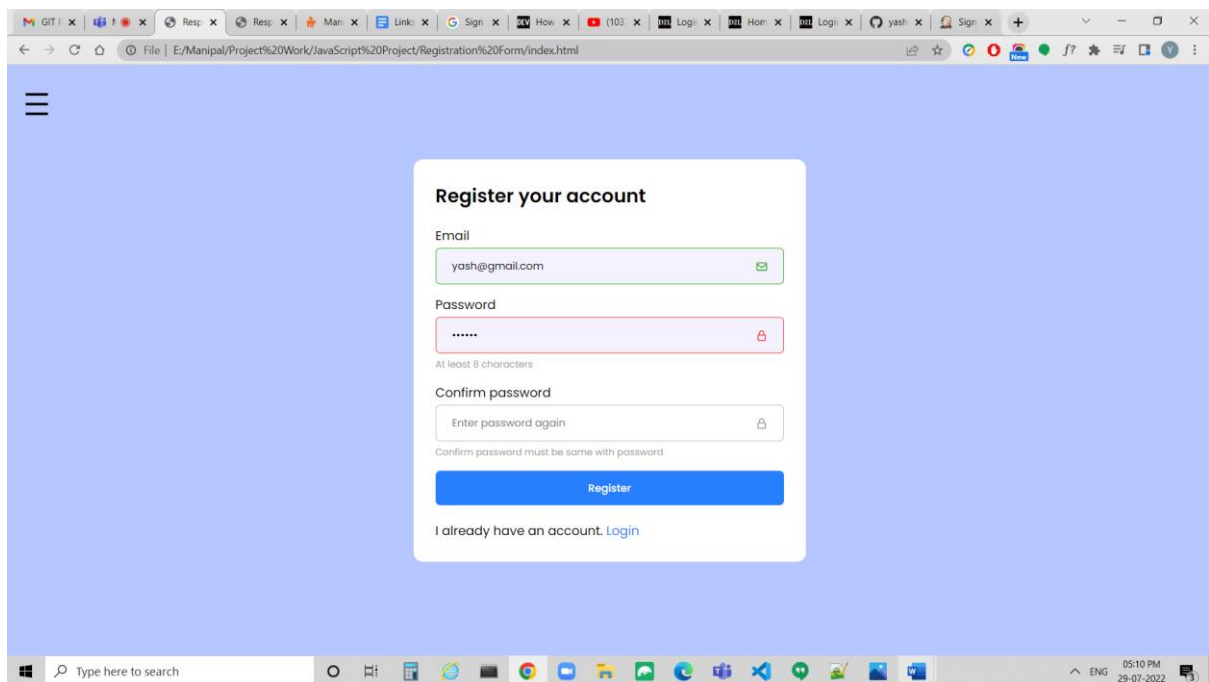 GIT
Resp
Resp
Man
Links
Sign
How
(103
Logi
Hom
Logi
yash
Sign
File | E:/Manipal/Project%20Work/JavaScript%20Project/Registration%20Form/index.html
New
f?
Y
Register your account
Email
yash@gmail.com
Password
••••••
At least 8 characters
Confirm password
Enter password again
Confirm password must be same with password
Register
I already have an account. Login
Type here to search
ENG
05:10 PM
29-07-2022